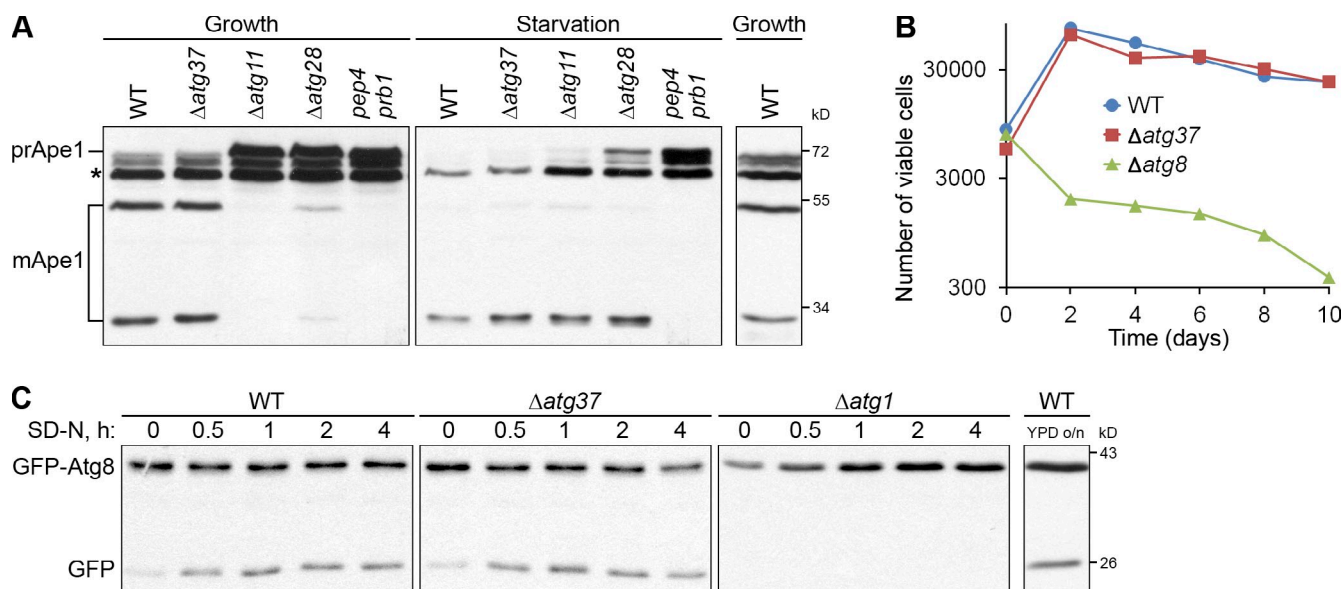 A
Growth
Starvation
Growth
WT
Δatg37
Δatg11
Δatg28
pep4
prb1
WT
Δatg37
Δatg11
Δatg28
pep4
prb1
WT
kD
prApe1
*
mApe1
72
55
34
B
Number of viable cells
30000
3000
300
WT
Δatg37
Δatg8
0 2 4 6 8 10
Time (days)
C
WT
Δatg37
Δatg1
WT
SD-N, h: 0 0.5 1 2 4 0 0.5 1 2 4 0 0.5 1 2 4 YPD o/n kD
GFP-Atg8
43
GFP
26